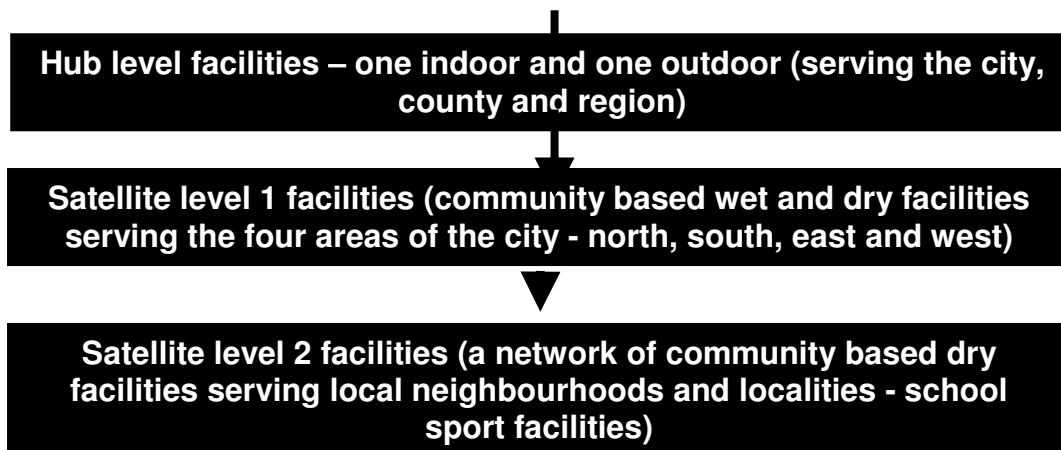 Hub level facilities – one indoor and one outdoor (serving the city,
county and region)
Satellite level 1 facilities (community based wet and dry facilities
serving the four areas of the city - north, south, east and west)
Satellite level 2 facilities (a network of community based dry
facilities serving local neighbourhoods and localities - school
sport facilities)